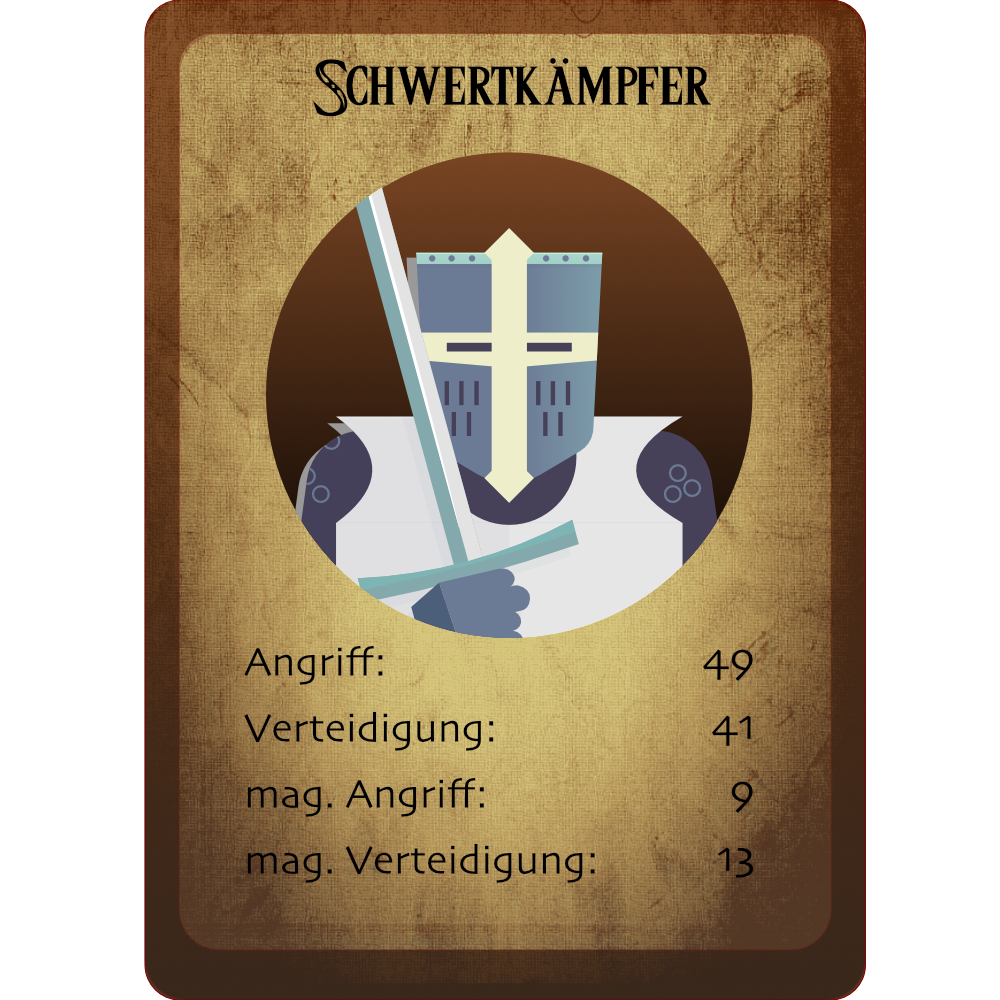 Schwertkämpfer
Angriff: 49
Verteidigung: 41
mag. Angriff: 9
mag. Verteidigung: 13